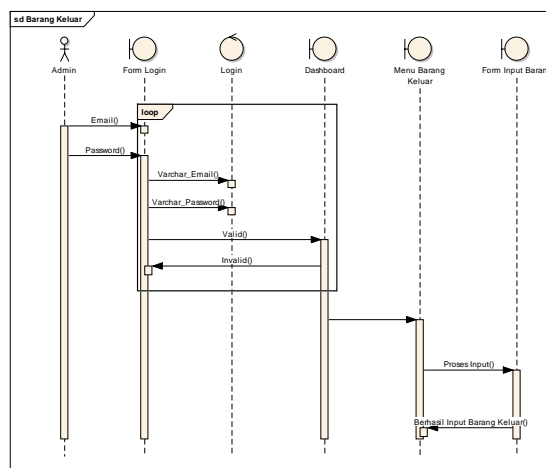 sd Barang Keluar
Admin
Form Login
Login
Dashboard
Menu Barang
Keluar
Form Input Baran
loop
Email()
Password()
Varchar_Email()
Varchar_Password()
Valid()
Invalid()
Proses Input()
Berhasil Input Barang Keluar()